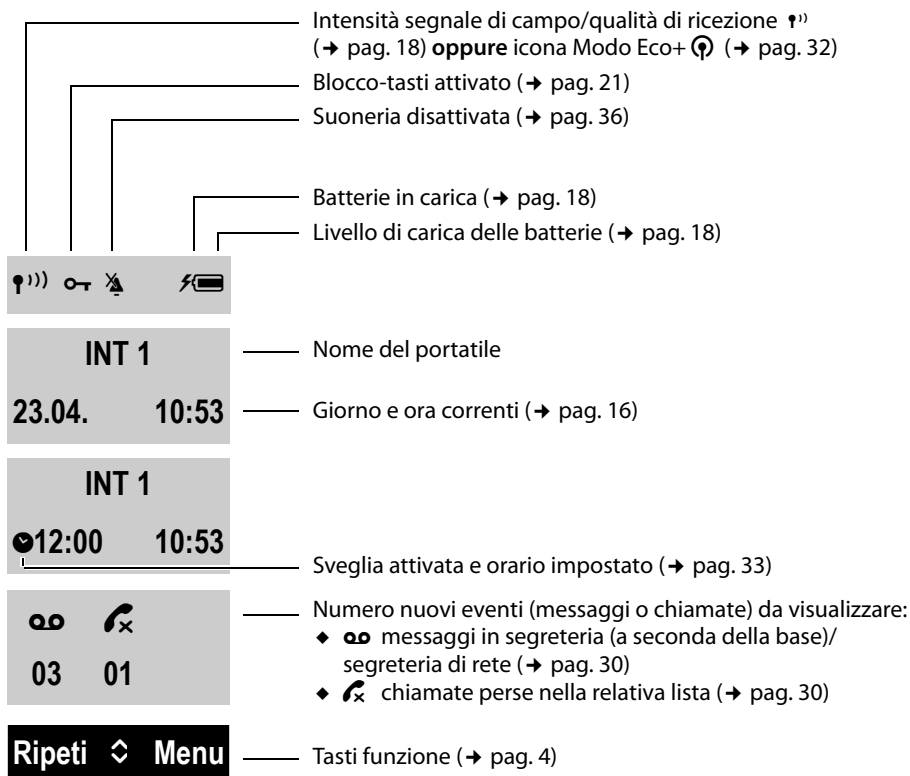 Intensità segnale di campo/qualità di ricezione
(➔ pag. 18) oppure icona Modo Eco+ (➔ pag. 32)
Blocco-tasti attivato (➔ pag. 21)
Suoneria disattivata (➔ pag. 36)
Batterie in carica (➔ pag. 18)
Livello di carica delle batterie (➔ pag. 18)
INT 1
Nome del portatile
23.04. 10:53
Giorno e ora correnti (➔ pag. 16)
INT 1
12:00 10:53
Sveglia attivata e orario impostato (➔ pag. 33)
Numero nuovi eventi (messaggi o chiamate) da visualizzare:
◆ messaggi in segreteria (a seconda della base)/
segreteria di rete (➔ pag. 30)
◆ chiamate perse nella relativa lista (➔ pag. 30)
03 01
Ripeti Menu
Tasti funzione (➔ pag. 4)